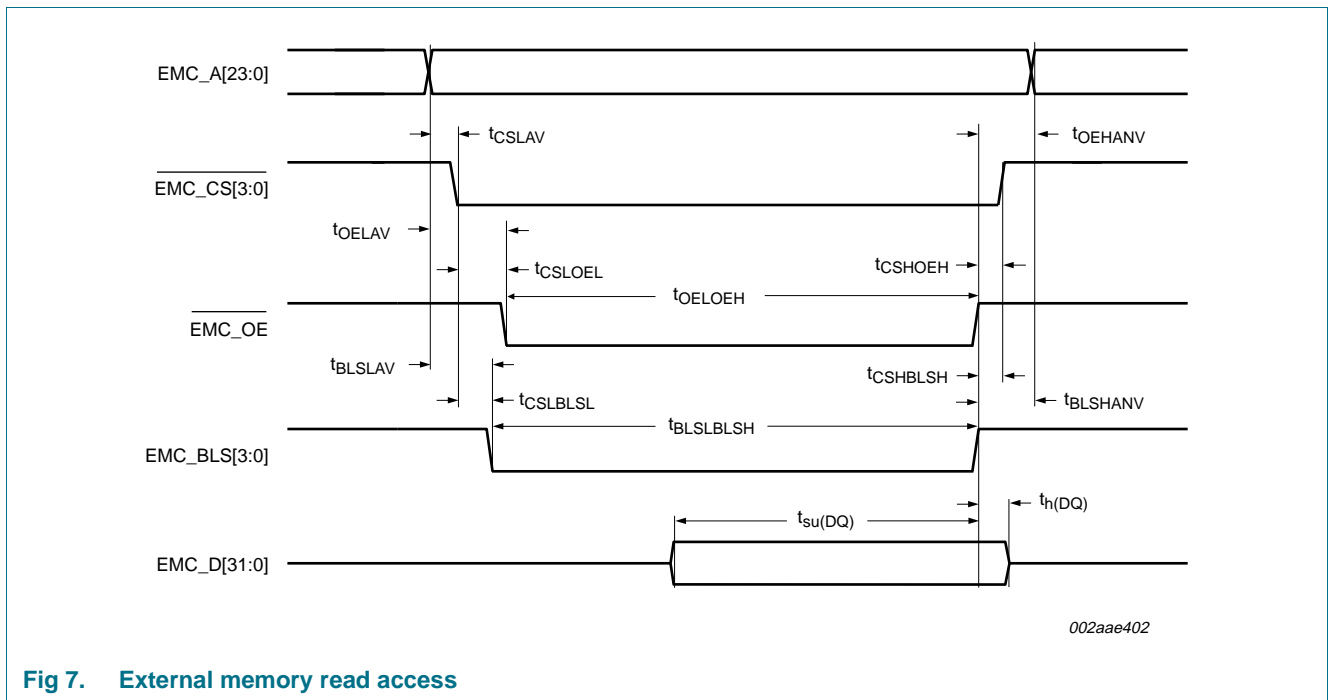 EMC_A[23:0]
tCSLAV
tOEHANV
EMC_CS[3:0]
tOELAV
tCSLOEL
tCSHOEH
tOELOEH
EMC_OE
tBLSLAV
tCSHBLSH
tCSLBLSL
tBLSHANV
tBLSLBLSH
EMC_BLS[3:0]
th(DQ)
tsu(DQ)
EMC_D[31:0]
002aae402
Fig 7. External memory read access